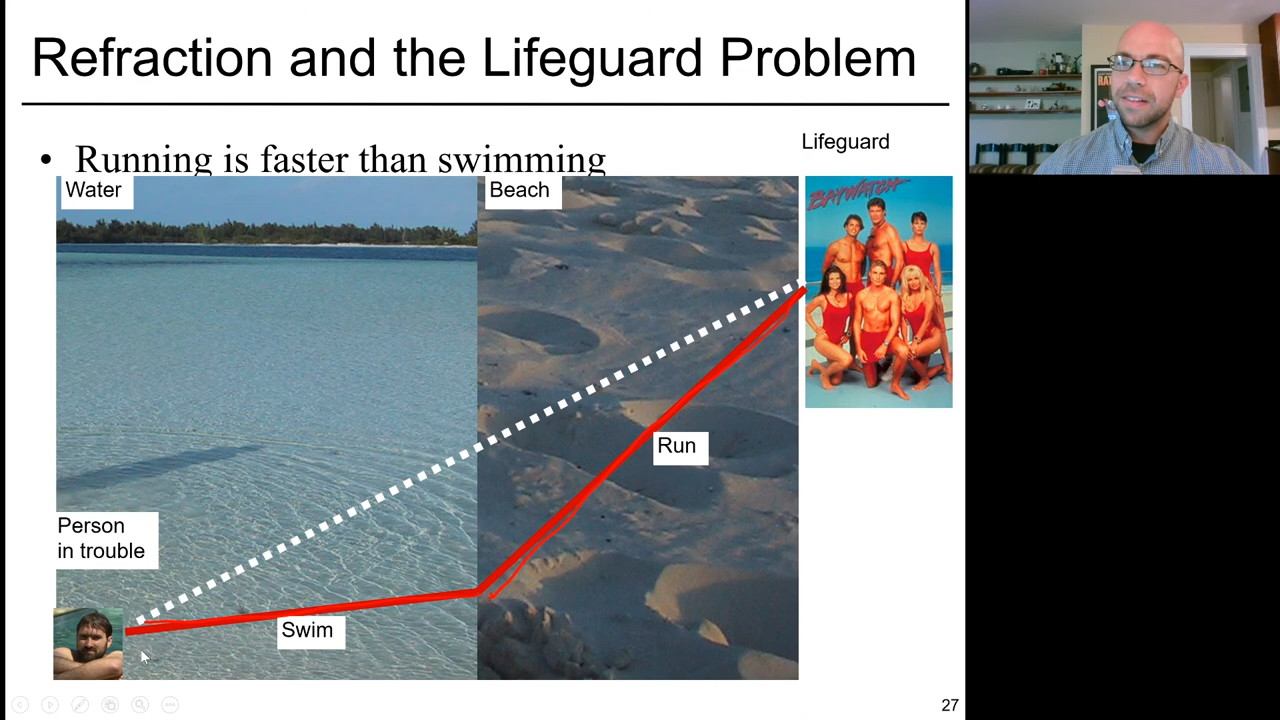 Refraction and the Lifeguard Problem
• Running is faster than swimming
Lifeguard
Water
Beach
BAYWATCH
Run
Person
in trouble
Swim
27